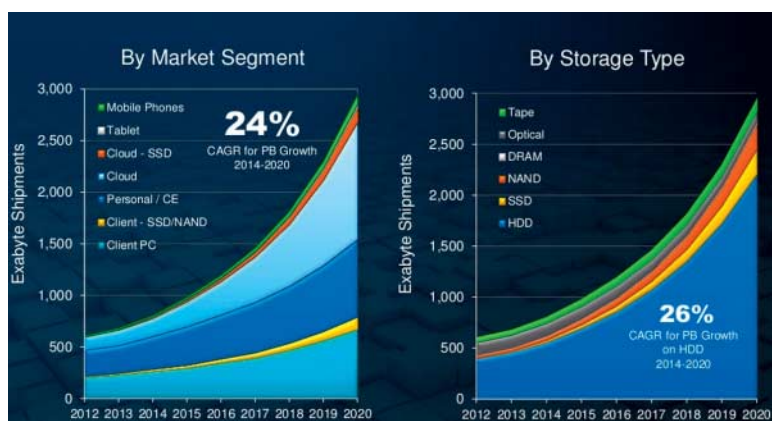 By Market Segment
Exabyte Shipments
3,000
2,500
2,000
1,500
1,000
500
0
Mobile Phones
Tablet
Cloud - SSD
Cloud
Personal / CE
Client - SSD/NAND
Client PC
24%
CAGR for PB Growth
2014-2020
2012 2013 2014 2015 2016 2017 2018 2019 2020
By Storage Type
Exabyte Shipments
3,000
2,500
2,000
1,500
1,000
500
0
Tape
Optical
DRAM
NAND
SSD
HDD
26%
CAGR for PB Growth
on HDD
2014-2020
2012 2013 2014 2015 2016 2017 2018 2019 2020